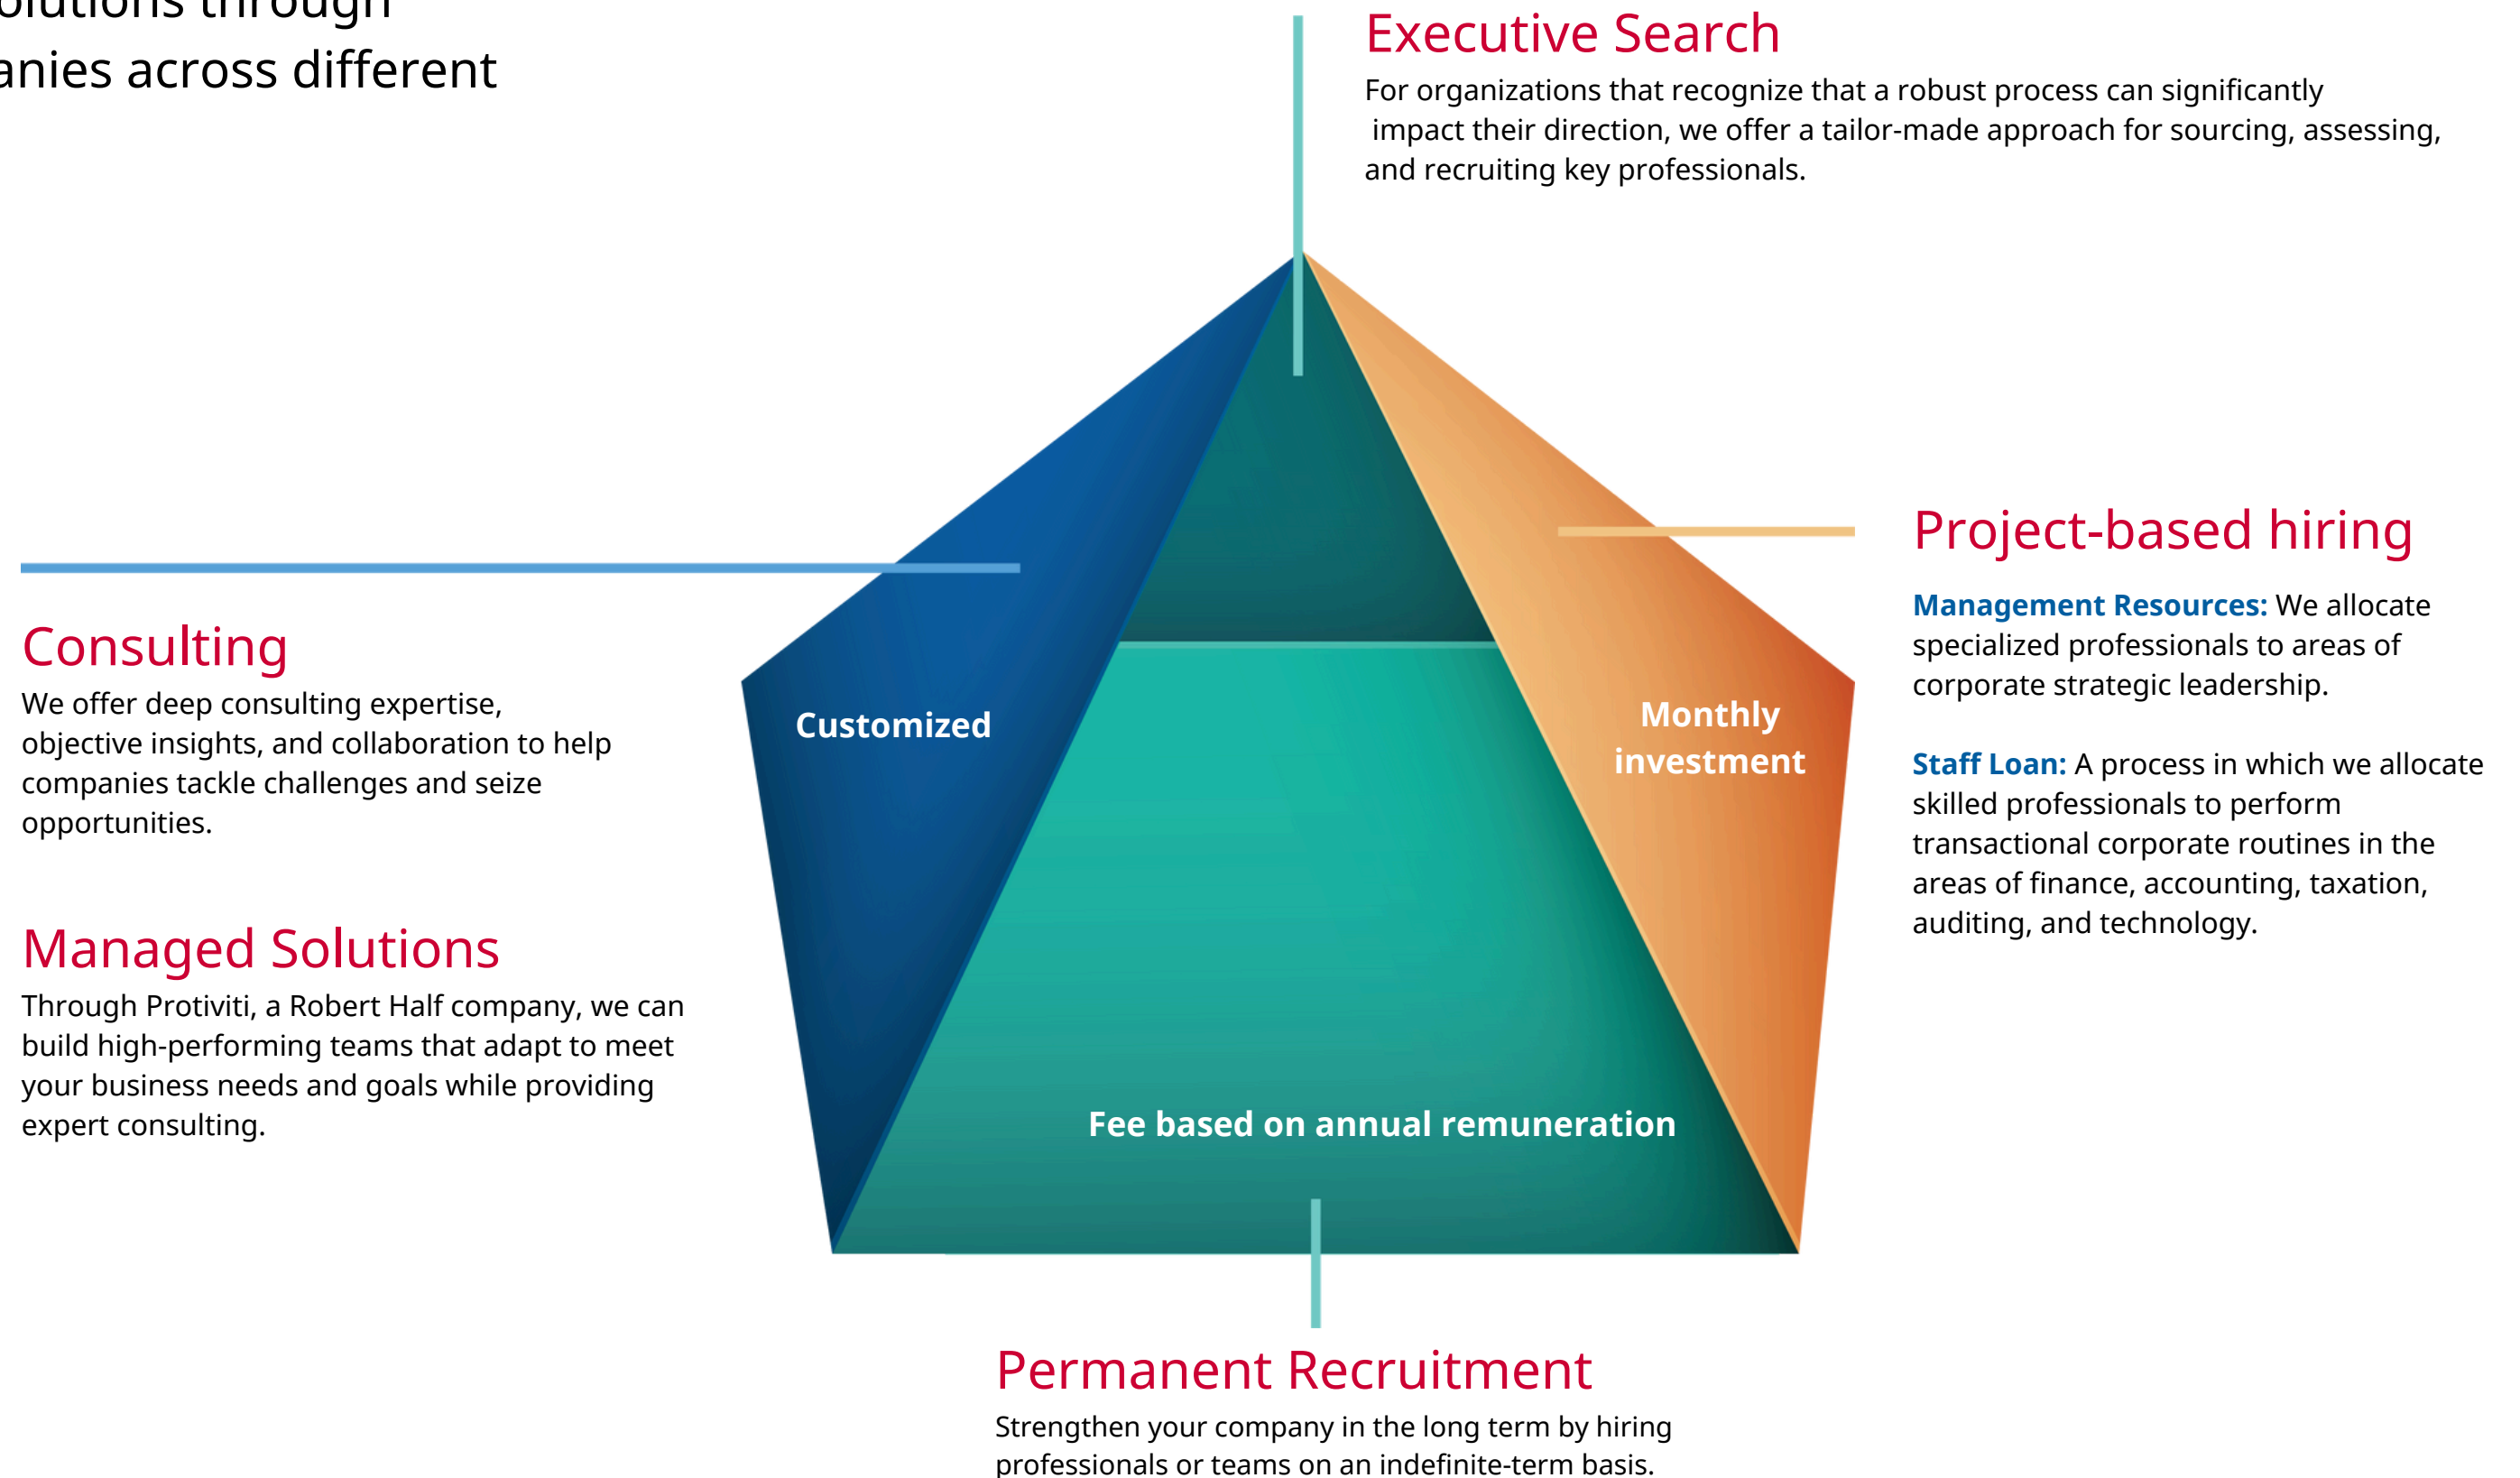 through
across different
Executive Search
For organizations that recognize that a robust process can significantly
impact their direction, we offer a tailor-made approach for sourcing, assessing,
and recruiting key professionals.
Project-based hiring
Management Resources: We allocate
specialized professionals to areas of
corporate strategic leadership.
Staff Loan: A process in which we allocate
skilled professionals to perform
transactional corporate routines in the
areas of finance, accounting, taxation,
auditing, and technology.
Consulting
We offer deep consulting expertise,
objective insights, and collaboration to help
companies tackle challenges and seize
opportunities.
Managed Solutions
Through Protiviti, a Robert Half company, we can
build high-performing teams that adapt to meet
your business needs and goals while providing
expert consulting.
Customized
Monthly
investment
Fee based on annual remuneration
Permanent Recruitment
Strengthen your company in the long term by hiring
professionals or teams on an indefinite-term basis.